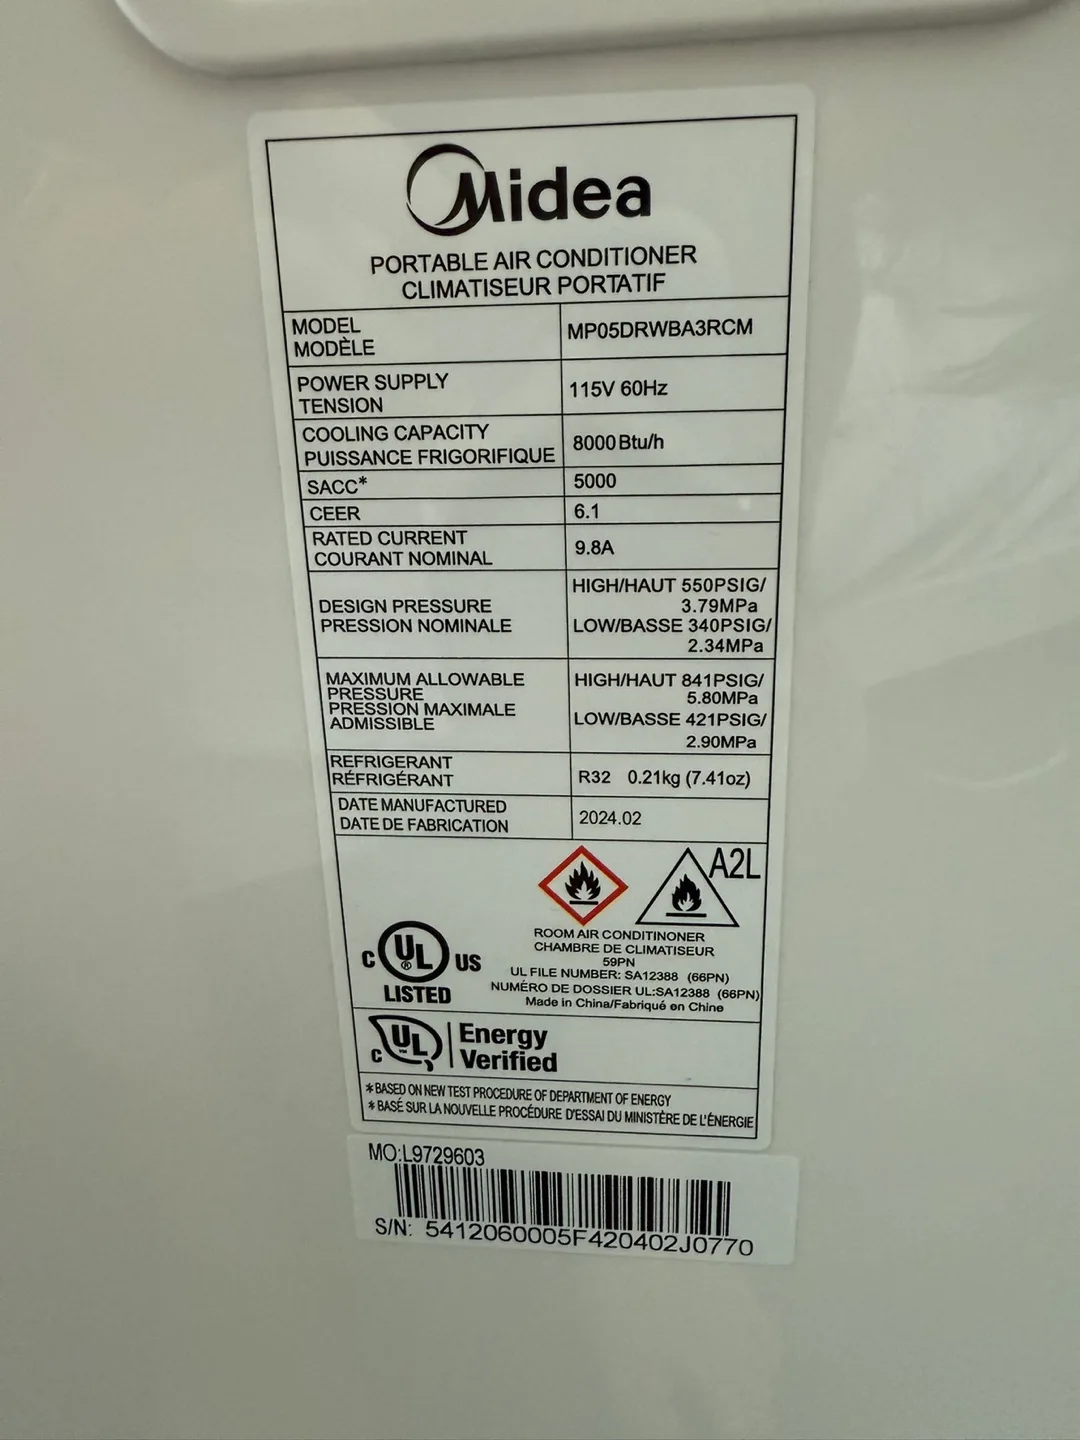 Midea
PORTABLE AIR CONDITIONER
CLIMATISEUR PORTATIF
MODEL
MODÈLE
MP05DRWBA3RCM
POWER SUPPLY
TENSION
115V 60Hz
COOLING CAPACITY
PUISSANCE FRIGORIFIQUE
8000Btu/h
SACC*
5000
CEER
6.1
RATED CURRENT
COURANT NOMINAL
9.8A
DESIGN PRESSURE
PRESSION NOMINALE
HIGH/HAUT 550PSIG/
3.79MPa
LOW/BASSE 340PSIG/
2.34MPa
MAXIMUM ALLOWABLE
PRESSURE
PRESSION MAXIMALE
ADMISSIBLE
HIGH/HAUT 841PSIG/
5.80MPa
LOW/BASSE 421PSIG/
2.90MPa
REFRIGERANT
RÉFRIGÉRANT
R32 0.21kg (7.41oz)
DATE MANUFACTURED
DATE DE FABRICATION
2024.02
A2L
C UL ® US
LISTED
ROOM AIR CONDITINONER
CHAMBRE DE CLIMATISEUR
59PN
UL FILE NUMBER: SA12388 (66PN)
NUMÉRO DE DOSSIER UL:SA12388 (66PN)
Made in China/Fabriqué en Chine
C UL ™
Energy
Verified
*BASED ON NEW TEST PROCEDURE OF DEPARTMENT OF ENERGY
*BASÉ SUR LA NOUVELLE PROCÉDURE D'ESSAI DU MINISTÈRE DE L'ÉNERGIE
MO:L9729603
S/N: 5412060005F420402J0770